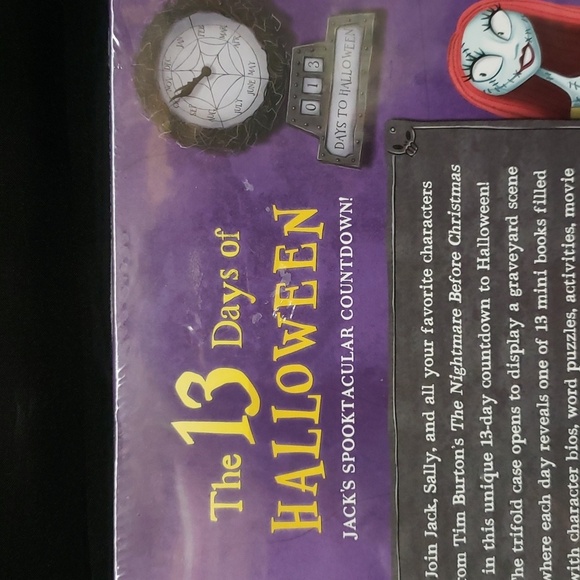 013
DAYS TO HALLOWEEN
The 13 Days of
HALLOWEEN
JACK'S SPOOKTACULAR COUNTDOWN!
Join Jack, Sally, and all your favorite characters
Tim Burton's The Nightmare Before Christmas
in this unique 13-day countdown to Halloween!
trifold case opens to display a graveyard scene
where each day reveals one of 13 mini books filled
with character bios, word puzzles, activities, movie